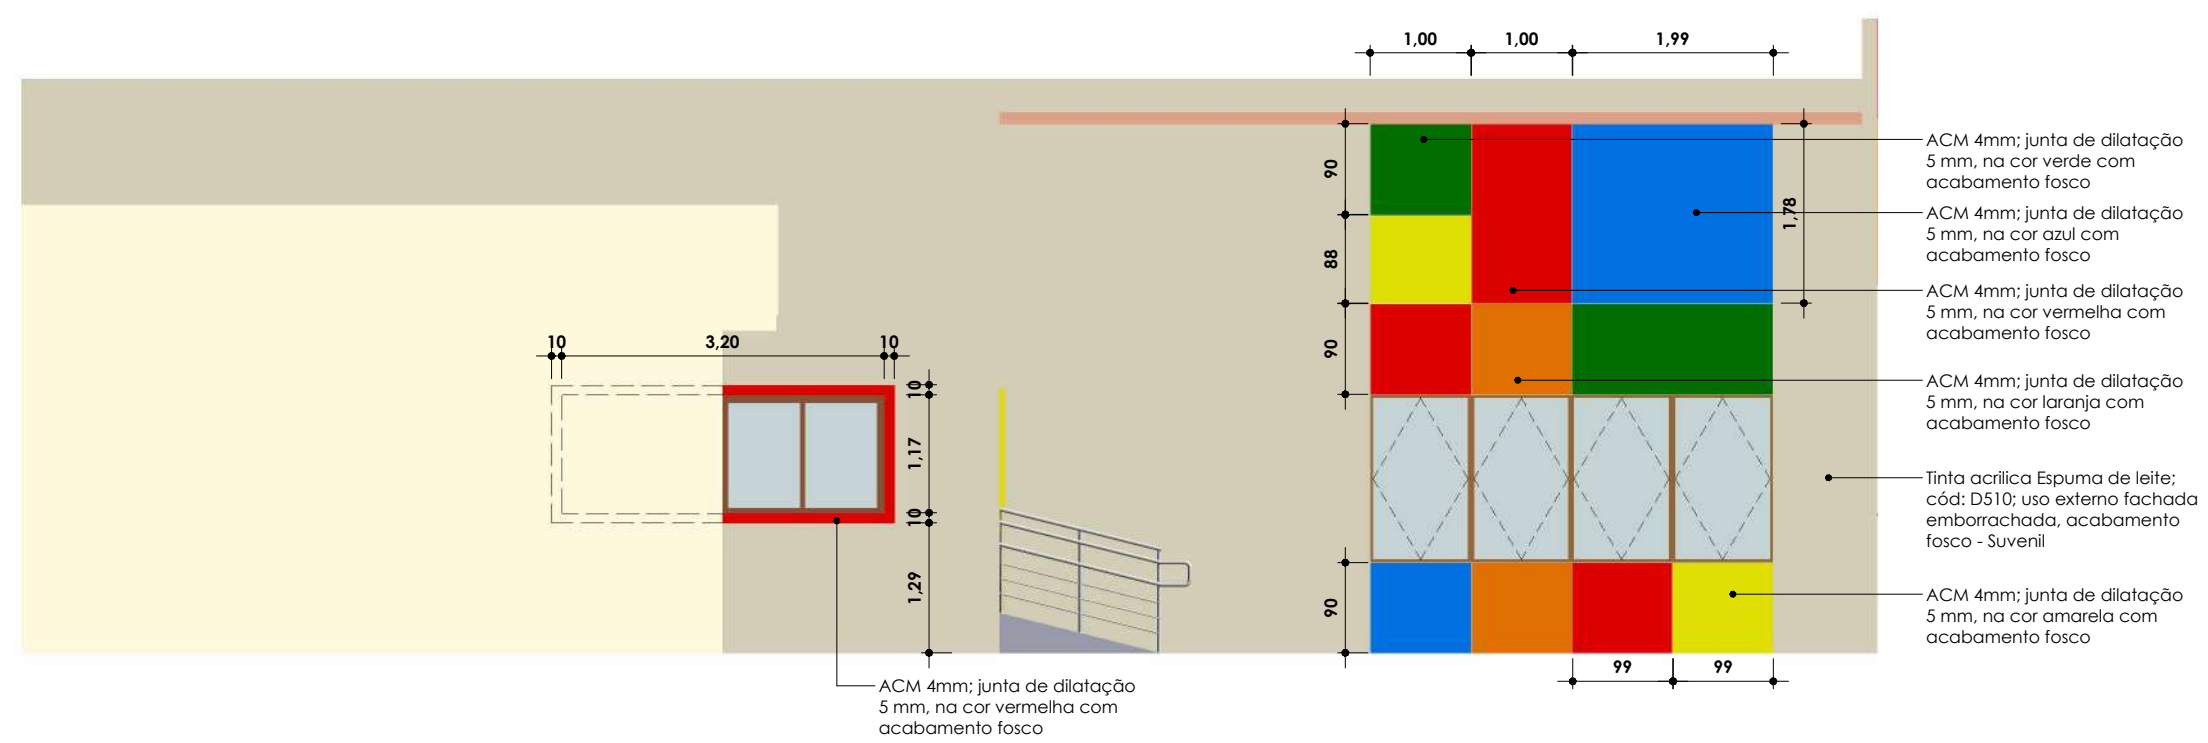 1,00
1,00
1,99
90
88
90
90
1,78
ACM 4mm; junta de dilatação
5 mm, na cor verde com
acabamento fosco
ACM 4mm; junta de dilatação
5 mm, na cor azul com
acabamento fosco
ACM 4mm; junta de dilatação
5 mm, na cor vermelha com
acabamento fosco
ACM 4mm; junta de dilatação
5 mm, na cor laranja com
acabamento fosco
Tinta acrilica Espuma de leite;
cód: D510; uso externo fachada
emborrachada, acabamento
fosco - Suvenil
ACM 4mm; junta de dilatação
5 mm, na cor amarela com
acabamento fosco
10
3,20
10
10
1,17
10
1,29
99
99
ACM 4mm; junta de dilatação
5 mm, na cor vermelha com
acabamento fosco